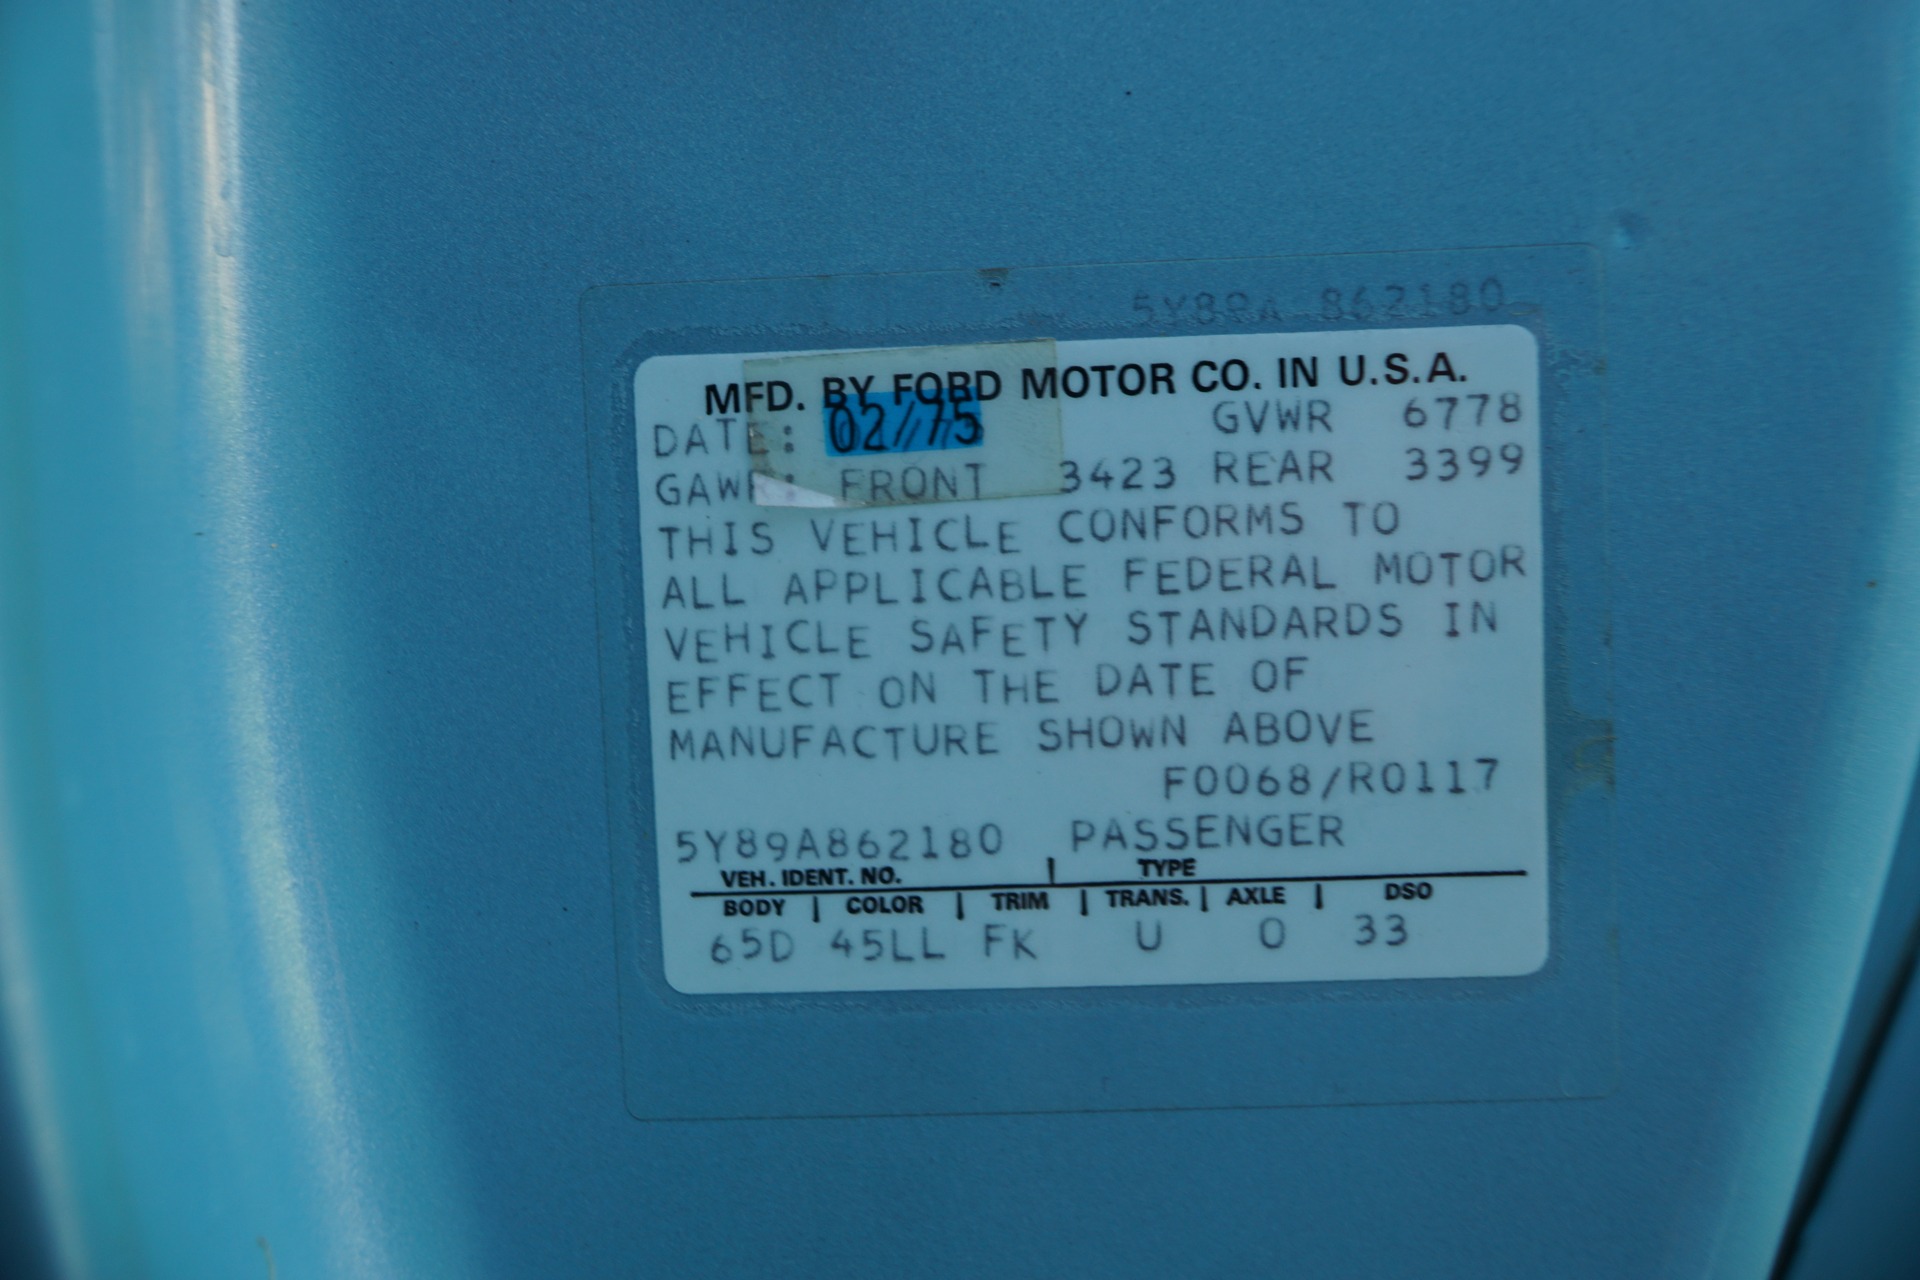 5Y89A 862180
MFD. BY FORD MOTOR CO. IN U.S.A.
DATE: 02/75 GVWR 6778
GAWR: FRONT 3423 REAR 3399
THIS VEHICLE CONFORMS TO
ALL APPLICABLE FEDERAL MOTOR
VEHICLE SAFETY STANDARDS IN
EFFECT ON THE DATE OF
MANUFACTURE SHOWN ABOVE
F0068/R0117
5Y89A862180 PASSENGER
VEH. IDENT. NO. | TYPE
BODY | COLOR | TRIM | TRANS. | AXLE | DSO
65D 45LL FK U O 33